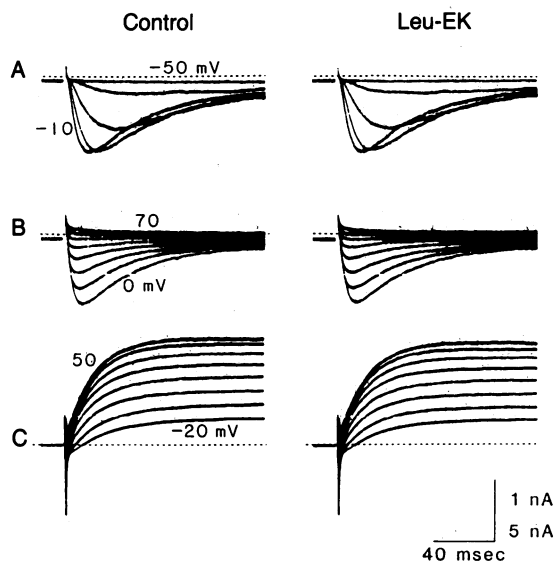 Control Leu-EK
A
-50 mV
-10
B
70
0 mV
50
C
-20 mV
1 nA
5 nA
40 msec